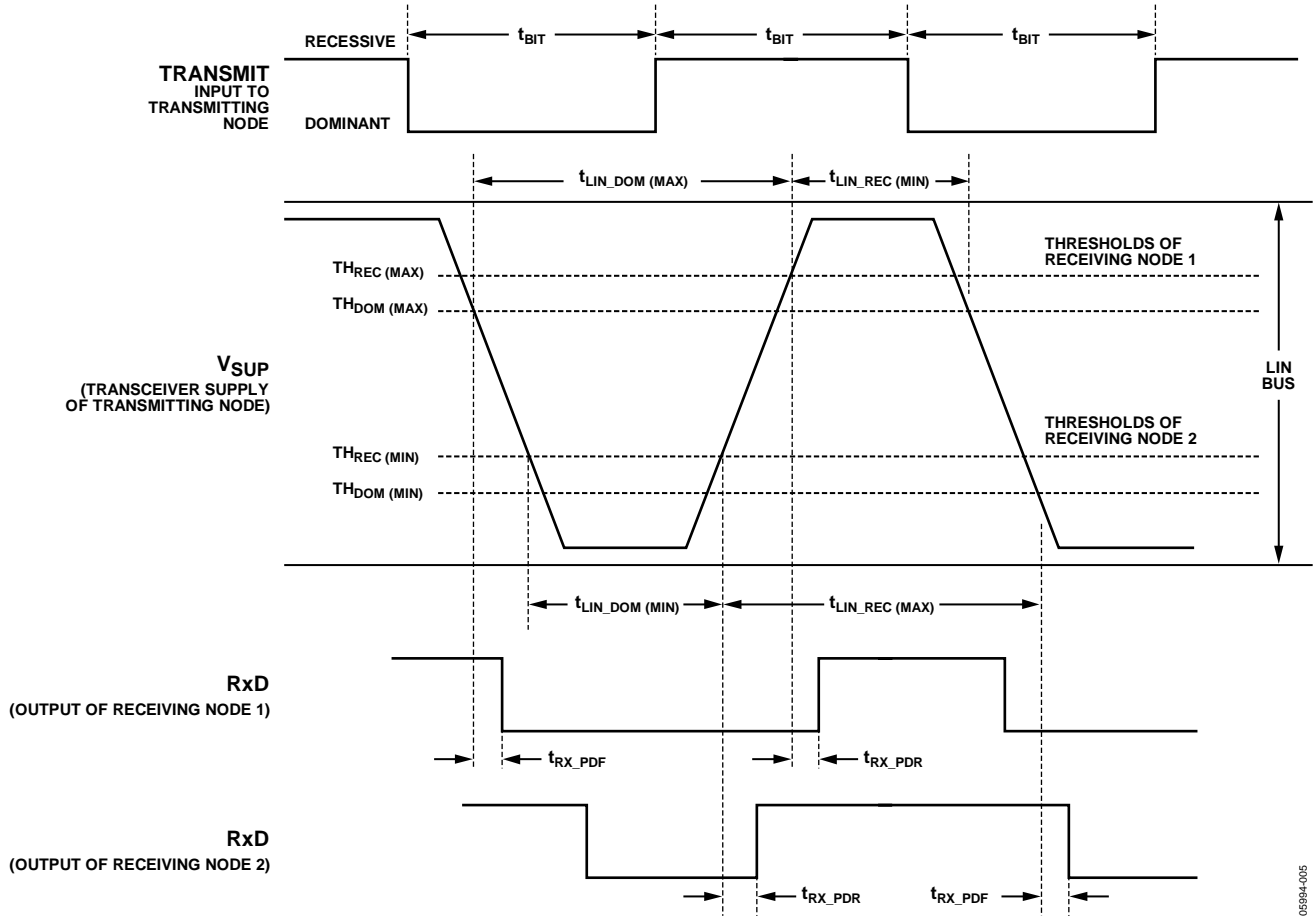 RECESSIVE
tBIT
tBIT
tBIT
TRANSMIT
INPUT TO
TRANSMITTING
NODE
DOMINANT
tLIN_DOM (MAX)
tLIN_REC (MIN)
THRESHOLDS OF
RECEIVING NODE 1
THREC (MAX)
THDOM (MAX)
VSUP
(TRANSCEIVER SUPPLY
OF TRANSMITTING NODE)
LIN
BUS
THRESHOLDS OF
RECEIVING NODE 2
THREC (MIN)
THDOM (MIN)
tLIN_DOM (MIN)
tLIN_REC (MAX)
RxD
(OUTPUT OF RECEIVING NODE 1)
tRX_PDF
tRX_PDR
RxD
(OUTPUT OF RECEIVING NODE 2)
tRX_PDR
tRX_PDF
05994-005